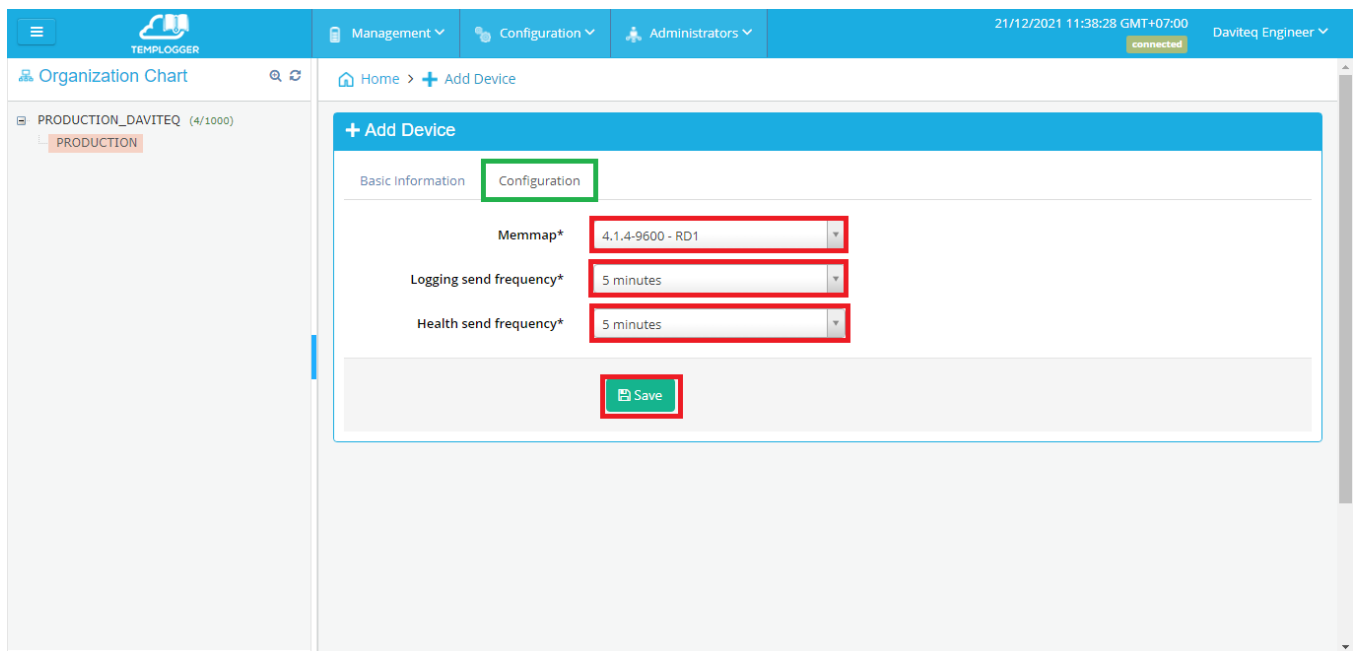 TEMPLOGGER
Management
Configuration
Administrators
21/12/2021 11:38:28 GMT+07:00
connected
Daviteq Engineer
Organization Chart
Home > Add Device
PRODUCTION_DAVITEQ (4/1000)
PRODUCTION
Add Device
Basic Information
Configuration
Memmap*
4.1.4-9600 - RD1
Logging send frequency*
5 minutes
Health send frequency*
5 minutes
Save